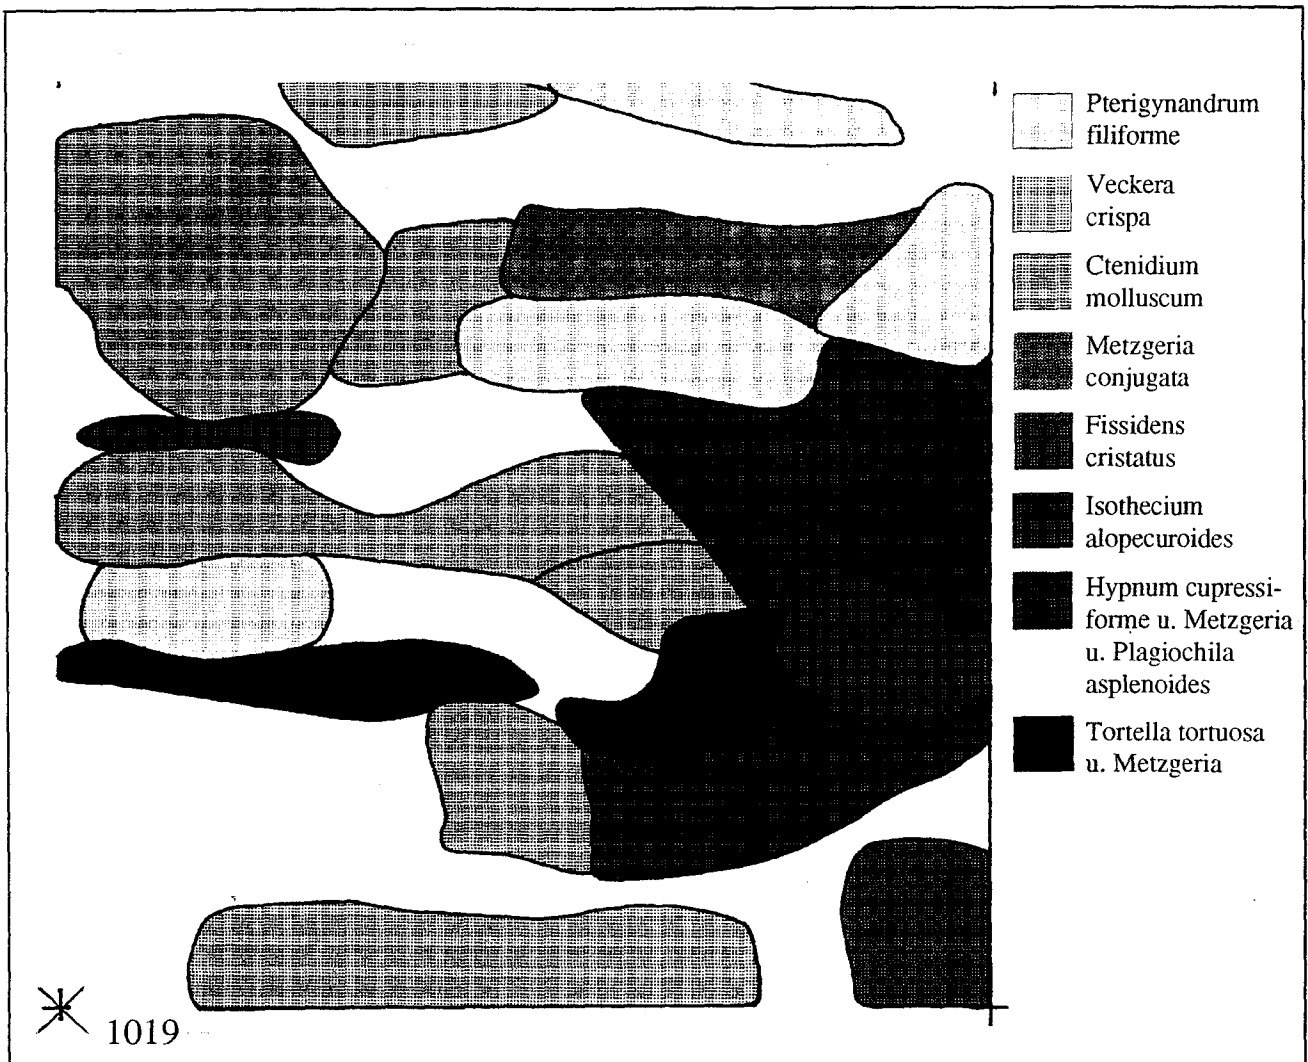 Pterigynandrum
filiforme
Veckera
crispa
Ctenidium
molluscum
Metzgeria
conjugata
Fissidens
cristatus
Isothecium
alopecuroides
Hypnum cupressi-
forme u. Metzgeria
u. Plagiochila
asplenoides
Tortella tortuosa
u. Metzgeria
1019